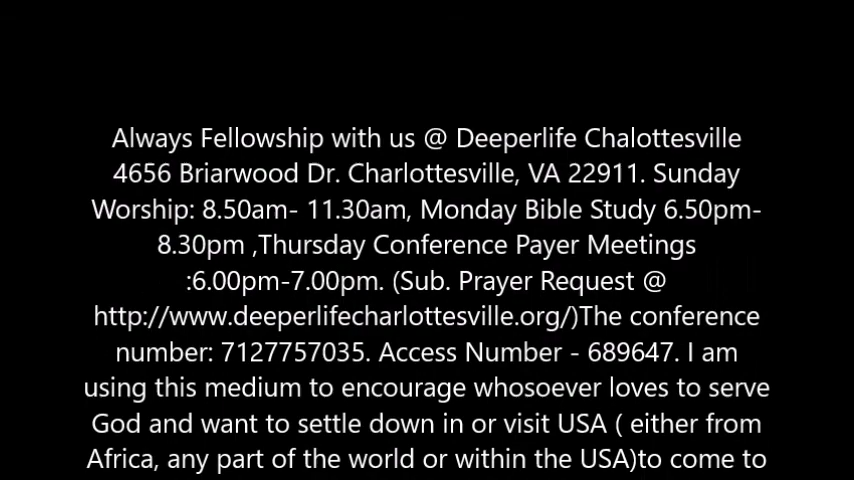 Always Fellowship with us @ Deeperlife Chalottesville
4656 Briarwood Dr. Charlottesville, VA 22911. Sunday
Worship: 8.50am- 11.30am, Monday Bible Study 6.50pm-
8.30pm ,Thursday Conference Payer Meetings
:6.00pm-7.00pm. (Sub. Prayer Request @
http://www.deeperlifecharlottesville.org/)The conference
number: 7127757035. Access Number - 689647. I am
using this medium to encourage whosoever loves to serve
God and want to settle down in or visit USA ( either from
Africa, any part of the world or within the USA)to come to